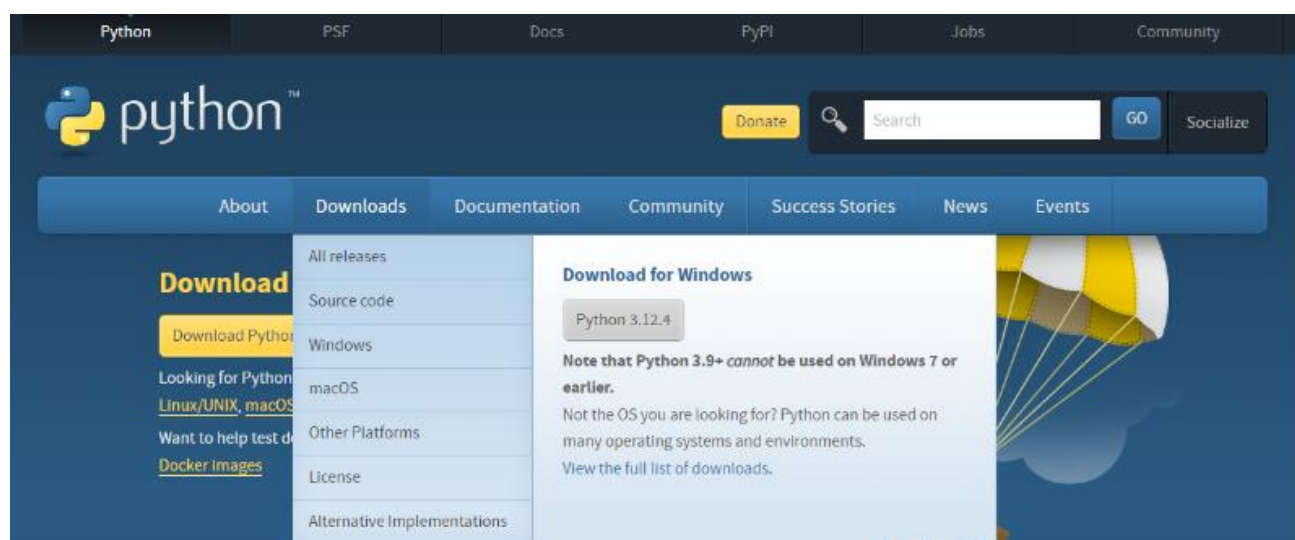 Python PSF Docs PyPI Jobs Community
python™
Donate Search GO Socialize
About Downloads Documentation Community Success Stories News Events
Download
Download Python
Looking for Python
Linux/UNIX, macOS
Want to help test
Docker images
All releases
Source code
Windows
macOS
Other Platforms
License
Alternative Implementations
Download for Windows
Python 3.12.4
Note that Python 3.9+ cannot be used on Windows 7 or
earlier.
Not the OS you are looking for? Python can be used on
many operating systems and environments.
View the full list of downloads.